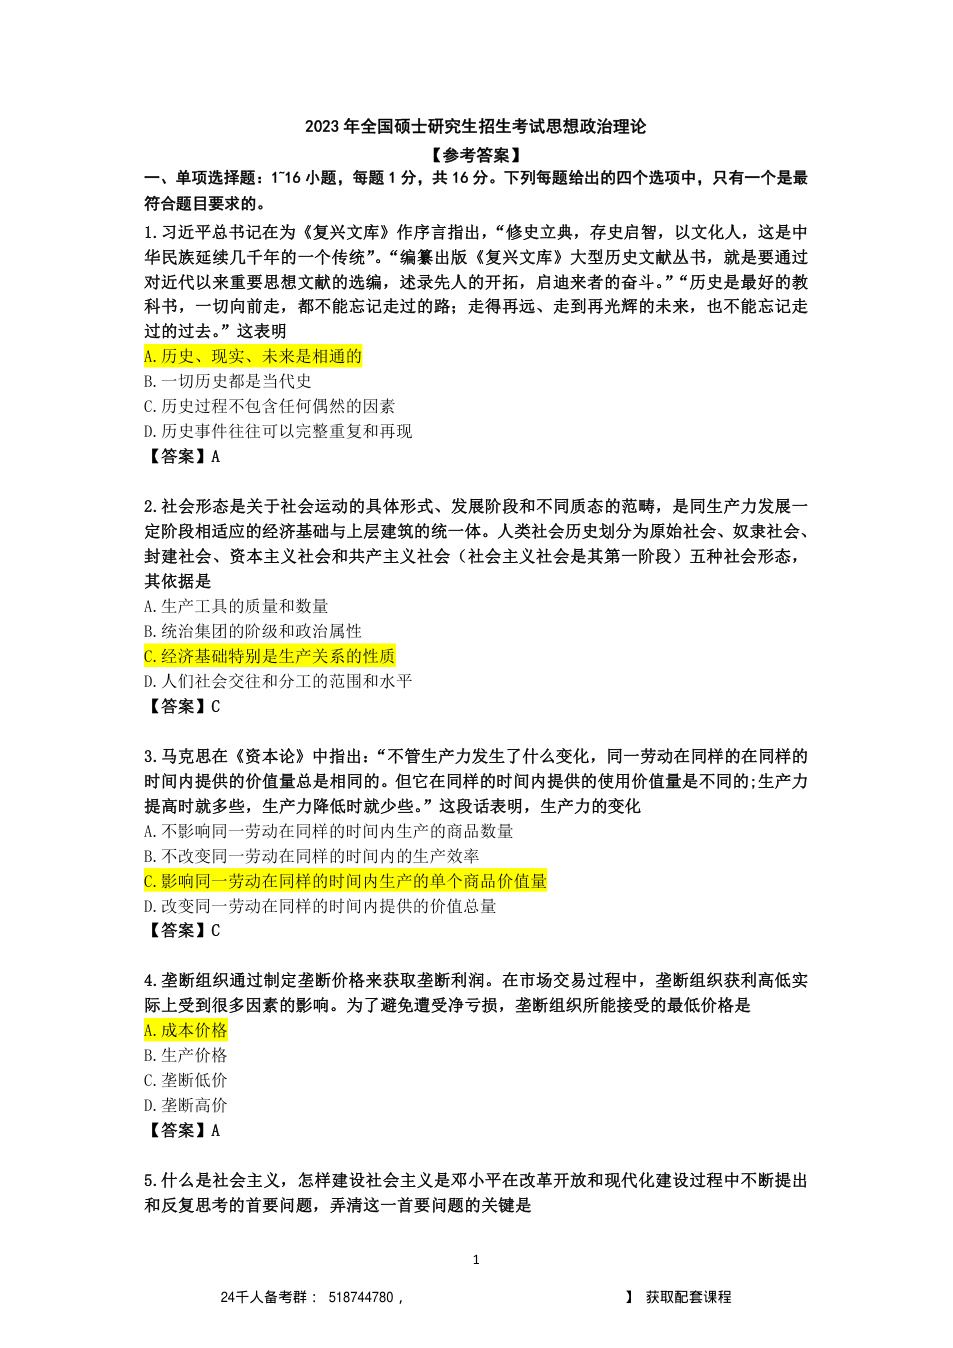 2023 年全国硕士研究生招生考试思想政治理论
【参考答案】
一、单项选择题：1~16 小题，每题 1 分，共 16 分。下列每题给出的四个选项中，只有一个是最
符合题目要求的。
1.习近平总书记在为《复兴文库》作序言指出，“修史立典，存史启智，以文化人，这是中
华民族延续几千年的一个传统”。“编纂出版《复兴文库》大型历史文献丛书，就是要通过
对近代以来重要思想文献的选编，述录先人的开拓，启迪来者的奋斗。”“历史是最好的教
科书，一切向前走，都不能忘记走过的路；走得再远、走到再光辉的未来，也不能忘记走
过的过去。”这表明
A.历史、现实、未来是相通的
B.一切历史都是当代史
C.历史过程不包含任何偶然的因素
D.历史事件往往可以完整重复和再现
【答案】A
2.社会形态是关于社会运动的具体形式、发展阶段和不同质态的范畴，是同生产力发展一
定阶段相适应的经济基础与上层建筑的统一体。人类社会历史划分为原始社会、奴隶社会、
封建社会、资本主义社会和共产主义社会（社会主义社会是其第一阶段）五种社会形态，
其依据是
A.生产工具的质量和数量
B.统治集团的阶级和政治属性
C.经济基础特别是生产关系的性质
D.人们社会交往和分工的范围和水平
【答案】C
3.马克思在《资本论》中指出：“不管生产力发生了什么变化，同一劳动在同样的在同样的
时间内提供的价值量总是相同的。但它在同样的时间内提供的使用价值量是不同的;生产力
提高时就多些，生产力降低时就少些。”这段话表明，生产力的变化
A.不影响同一劳动在同样的时间内生产的商品数量
B.不改变同一劳动在同样的时间内的生产效率
C.影响同一劳动在同样的时间内生产的单个商品价值量
D.改变同一劳动在同样的时间内提供的价值总量
【答案】C
4.垄断组织通过制定垄断价格来获取垄断利润。在市场交易过程中，垄断组织获利高低实
际上受到很多因素的影响。为了避免遭受净亏损，垄断组织所能接受的最低价格是
A.成本价格
B.生产价格
C.垄断低价
D.垄断高价
【答案】A
5.什么是社会主义，怎样建设社会主义是邓小平在改革开放和现代化建设过程中不断提出
和反复思考的首要问题，弄清这一首要问题的关键是
1
24千人备考群： 518744780， 】 获取配套课程